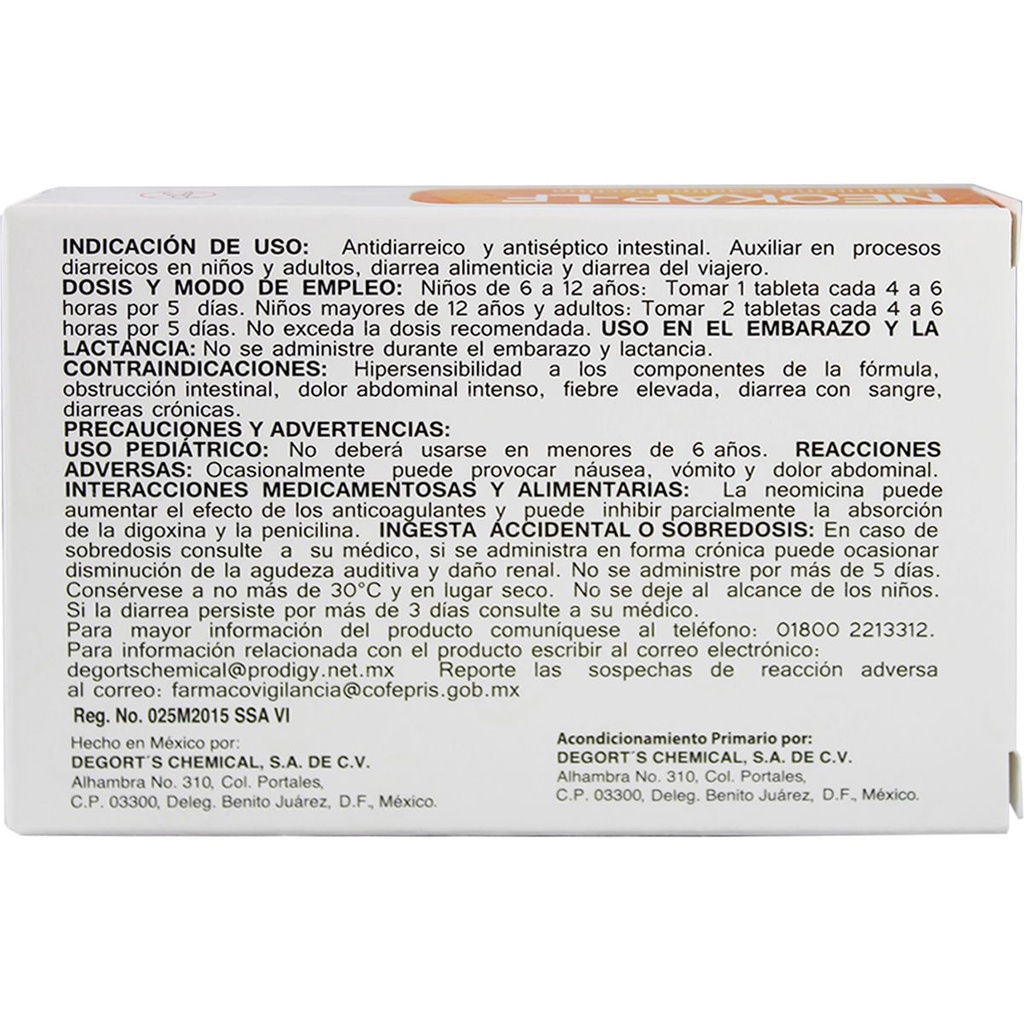 NEOKAP-LF
INDICACIÓN DE USO: Antidiarreico y antiséptico intestinal. Auxiliar en procesos
diarreicos en niños y adultos, diarrea alimenticia y diarrea del viajero.
DOSIS Y MODO DE EMPLEO: Niños de 6 a 12 años: Tomar 1 tableta cada 4 a 6
horas por 5 días. Niños mayores de 12 años y adultos: Tomar 2 tabletas cada 4 a 6
horas por 5 días. No exceda la dosis recomendada. USO EN EL EMBARAZO Y LA
LACTANCIA: No se administre durante el embarazo y lactancia.
CONTRAINDICACIONES: Hipersensibilidad a los componentes de la fórmula,
obstrucción intestinal, dolor abdominal intenso, fiebre elevada, diarrea con sangre,
diarreas crónicas.
PRECAUCIONES Y ADVERTENCIAS:
USO PEDIÁTRICO: No deberá usarse en menores de 6 años. REACCIONES
ADVERSAS: Ocasionalmente puede provocar náusea, vómito y dolor abdominal.
INTERACCIONES MEDICAMENTOSAS Y ALIMENTARIAS: La neomicina puede
aumentar el efecto de los anticoagulantes y puede inhibir parcialmente la absorción
de la digoxina y la penicilina. INGESTA ACCIDENTAL O SOBREDOSIS: En caso de
sobredosis consulte a su médico, si se administra en forma crónica puede ocasionar
disminución de la agudeza auditiva y daño renal. No se administre por más de 5 días.
Consérvese a no más de 30°C y en lugar seco. No se deje al alcance de los niños.
Si la diarrea persiste por más de 3 días consulte a su médico.
Para mayor información del producto comuníquese al teléfono: 01800 2213312.
Para información relacionada con el producto escribir al correo electrónico:
degortschemical@prodigy.net.mx Reporte las sospechas de reacción adversa
al correo: farmacovigilancia@cofepris.gob.mx
Reg. No. 025M2015 SSA VI
Hecho en México por:
DEGORT´S CHEMICAL, S.A. DE C.V.
Alhambra No. 310, Col. Portales,
C.P. 03300, Deleg. Benito Juárez, D.F., México.
Acondicionamiento Primario por:
DEGORT´S CHEMICAL, S.A. DE C.V.
Alhambra No. 310, Col. Portales,
C.P. 03300, Deleg. Benito Juárez, D.F., México.